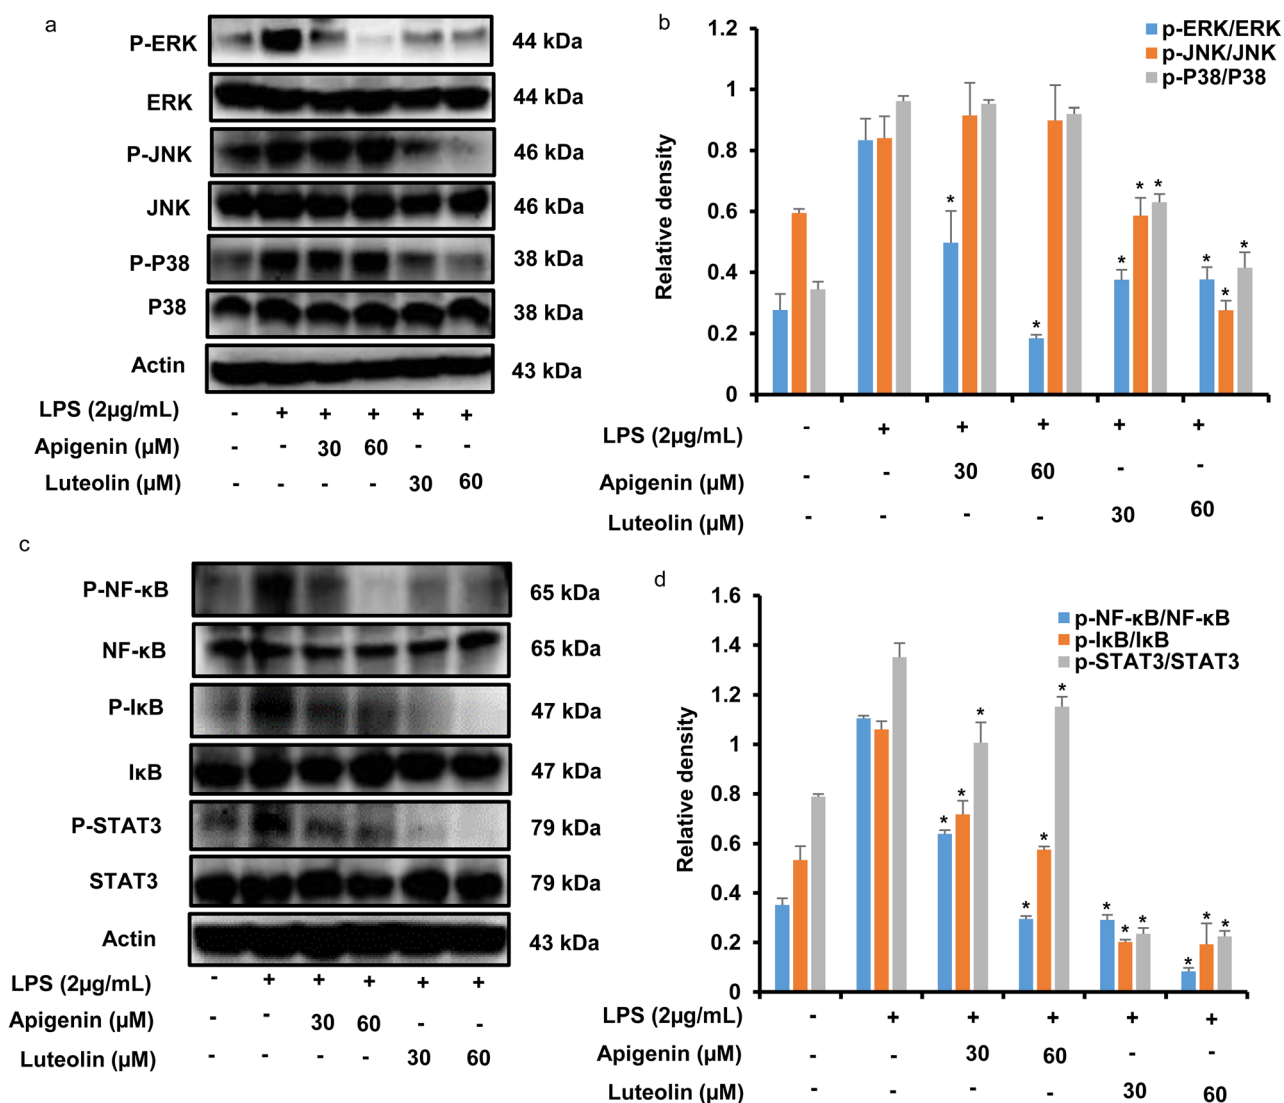 a
P-ERK 44 kDa
ERK 44 kDa
P-JNK 46 kDa
JNK 46 kDa
P-P38 38 kDa
P38 38 kDa
Actin 43 kDa
LPS (2μg/mL) - + + + + +
Apigenin (μM) - - 30 60 - -
Luteolin (μM) - - - - 30 60
b
p-ERK/ERK
p-JNK/JNK
p-P38/P38
Relative density
1.2
1
0.8
0.6
0.4
0.2
0
* * * * * * * *
LPS (2μg/mL) - + + + + +
Apigenin (μM) - - 30 60 - -
Luteolin (μM) - - - - 30 60
c
P-NF-κB 65 kDa
NF-κB 65 kDa
P-IκB 47 kDa
IκB 47 kDa
P-STAT3 79 kDa
STAT3 79 kDa
Actin 43 kDa
LPS (2μg/mL) - + + + + +
Apigenin (μM) - - 30 60 - -
Luteolin (μM) - - - - 30 60
d
p-NF-κB/NF-κB
p-IκB/IκB
p-STAT3/STAT3
Relative density
1.6
1.4
1.2
1
0.8
0.6
0.4
0.2
0
* * * * * * * * * * * *
LPS (2μg/mL) - + + + + +
Apigenin (μM) - - 30 60 - -
Luteolin (μM) - - - - 30 60